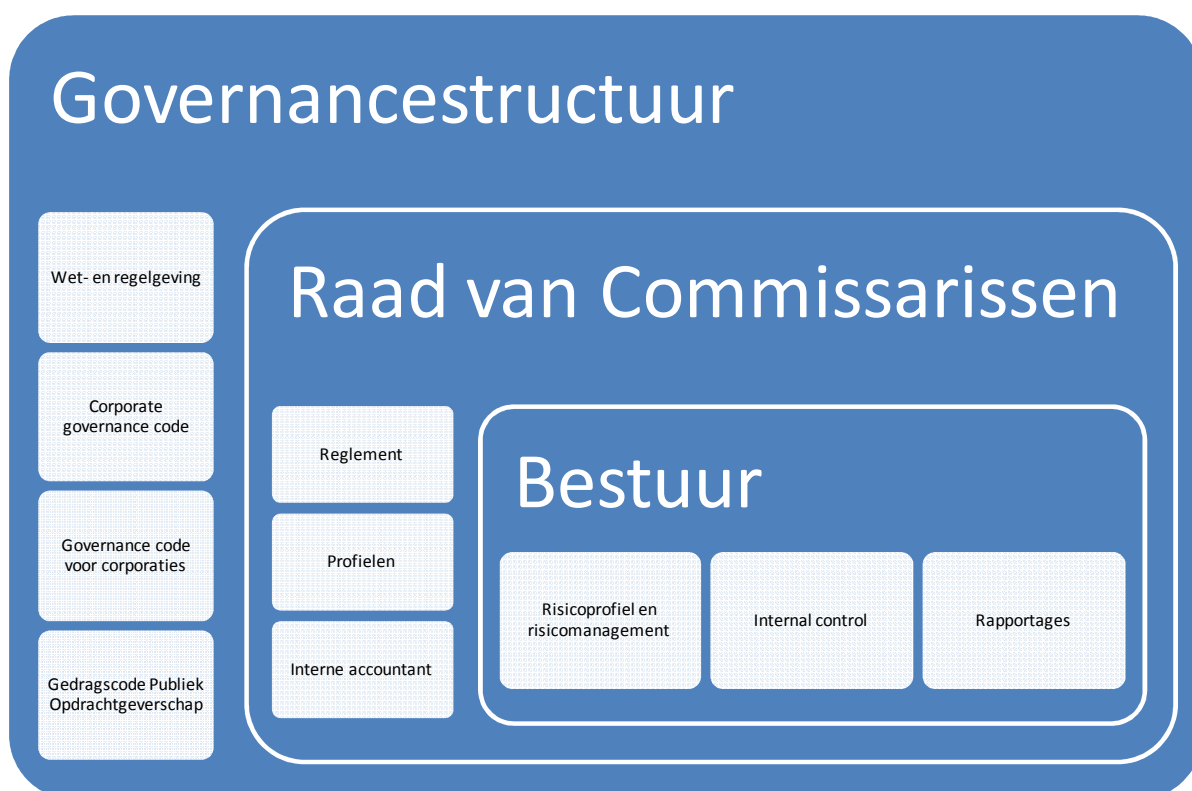 Governancestructuur
Wet- en regelgeving
Corporate
governance code
Governance code
voor corporaties
Gedragscode Publiek
Opdrachtgeverschap
Raad van Commissarissen
Reglement
Profielen
Interne accountant
Bestuur
Risicoprofiel en
risicomanagement
Internal control
Rapportages